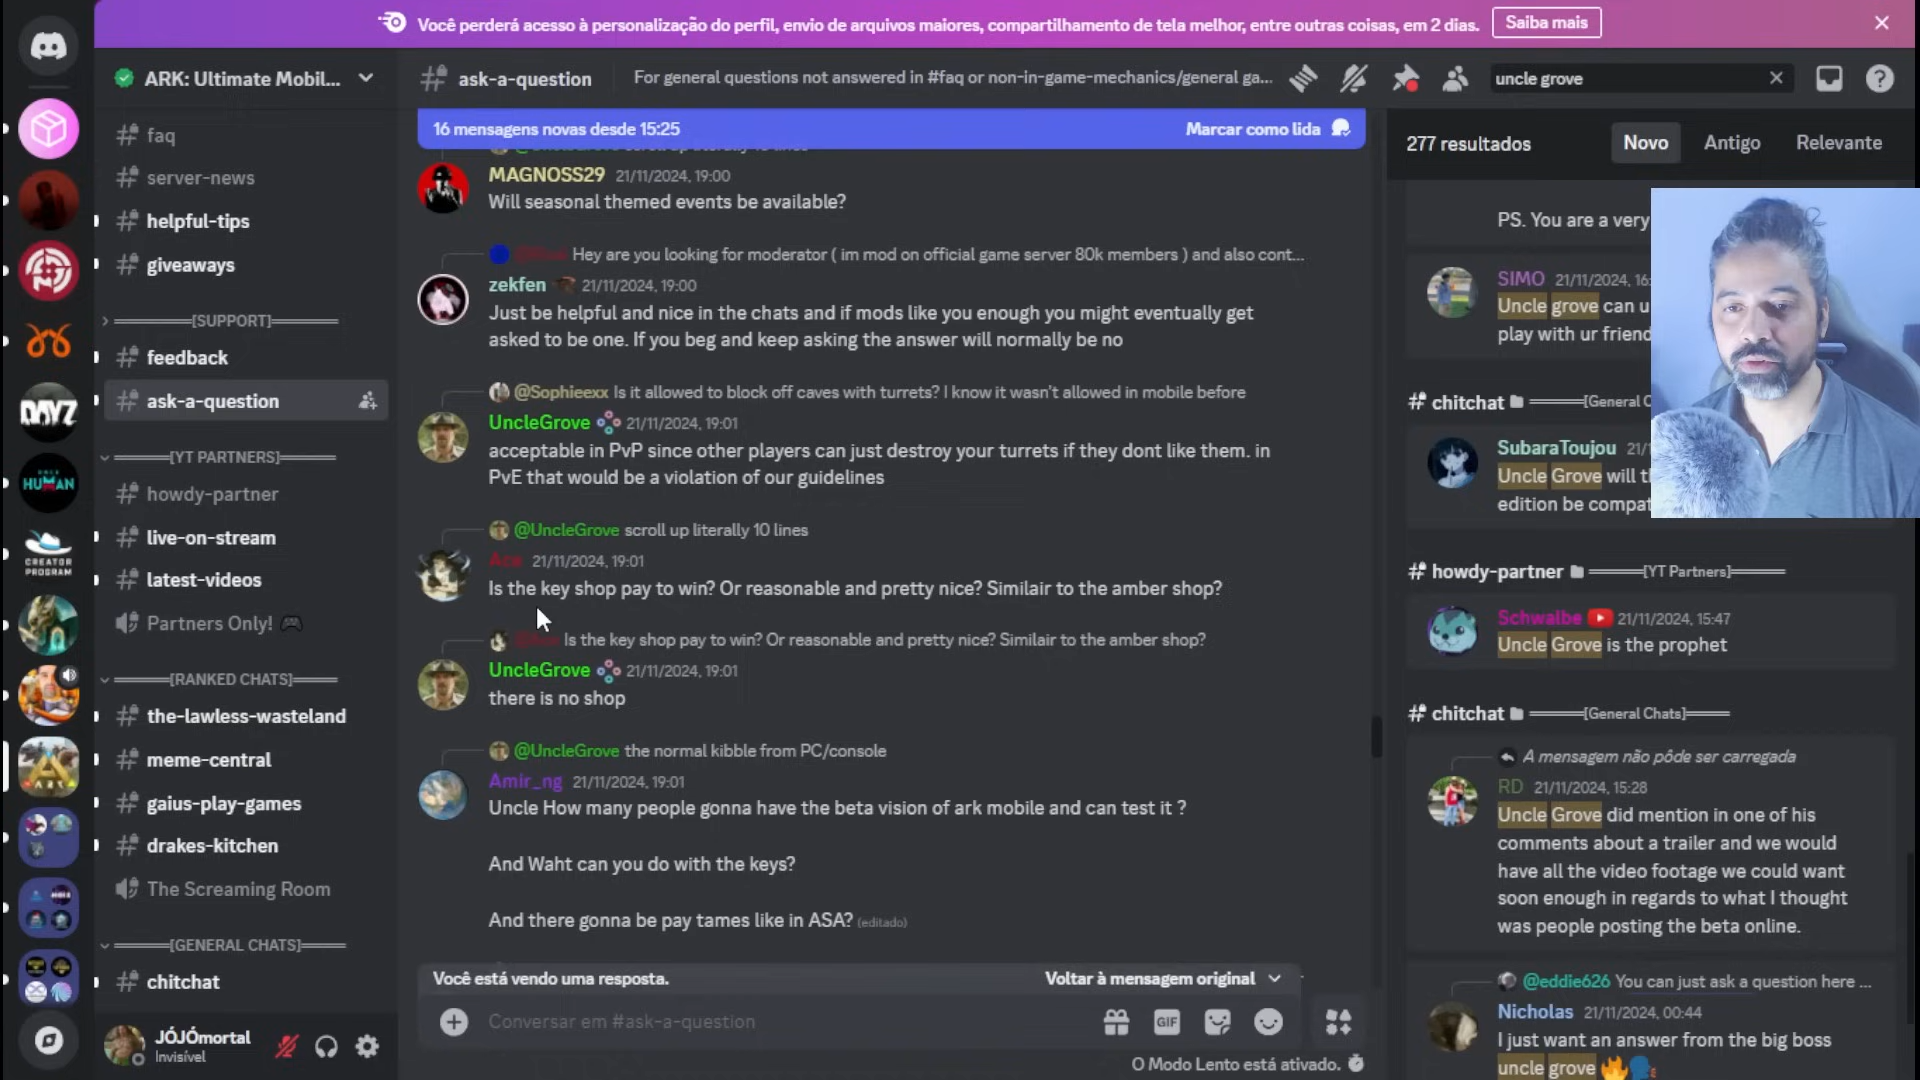 Você perderá acesso à personalização do perfil, envio de arquivos maiores, compartilhamento de tela melhor, entre outras coisas, em 2 dias.
Saiba mais
ARK: Ultimate Mobil...
ask-a-question
For general questions not answered in #faq or non-in-game-mechanics/general ga...
uncle grove
faq
server-news
helpful-tips
giveaways
[SUPPORT]
feedback
ask-a-question
[YT PARTNERS]
howdy-partner
live-on-stream
latest-videos
Partners Only!
[RANKED CHATS]
the-lawless-wasteland
meme-central
gaius-play-games
drakes-kitchen
The Screaming Room
[GENERAL CHATS]
chitchat
JÓJÓmortal
Invisível
DAYZ
ONCE
HUMAN
CREATOR
PROGRAM
16 mensagens novas desde 15:25
Marcar como lida
MAGNOSS29 21/11/2024, 19:00
Will seasonal themed events be available?
Hey are you looking for moderator ( im mod on official game server 80k members ) and also cont...
zekfen 21/11/2024, 19:00
Just be helpful and nice in the chats and if mods like you enough you might eventually get
asked to be one. If you beg and keep asking the answer will normally be no
@Sophieexx Is it allowed to block off caves with turrets? I know it wasn't allowed in mobile before
UncleGrove 21/11/2024, 19:01
acceptable in PvP since other players can just destroy your turrets if they dont like them. in
PvE that would be a violation of our guidelines
@UncleGrove scroll up literally 10 lines
Ace 21/11/2024, 19:01
Is the key shop pay to win? Or reasonable and pretty nice? Similair to the amber shop?
Is the key shop pay to win? Or reasonable and pretty nice? Similair to the amber shop?
UncleGrove 21/11/2024, 19:01
there is no shop
@UncleGrove the normal kibble from PC/console
Amir_ng 21/11/2024, 19:01
Uncle How many people gonna have the beta vision of ark mobile and can test it ?
And Waht can you do with the keys?
And there gonna be pay tames like in ASA? (editado)
Você está vendo uma resposta.
Voltar à mensagem original
Conversar em #ask-a-question
GIF
O Modo Lento está ativado.
277 resultados
Novo
Antigo
Relevante
PS. You are a very
SIMO 21/11/2024, 16:
Uncle grove can u
play with ur friend
chitchat [General C
SubaraToujou 21/1
Uncle Grove will t
edition be compat
howdy-partner [YT Partners]
Schwalbe 21/11/2024, 15:47
Uncle Grove is the prophet
chitchat [General Chats]
A mensagem não pôde ser carregada
RD 21/11/2024, 15:28
Uncle Grove did mention in one of his
comments about a trailer and we would
have all the video footage we could want
soon enough in regards to what I thought
was people posting the beta online.
@eddie626 You can just ask a question here ...
Nicholas 21/11/2024, 00:44
I just want an answer from the big boss
uncle grove